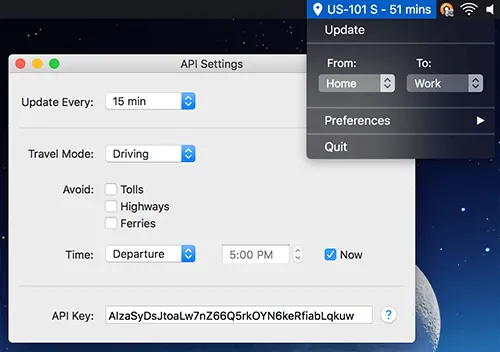 US-101 S - 51 mins
Update
From: To:
Home Work
Preferences
Quit
API Settings
Update Every: 15 min
Travel Mode: Driving
Avoid: Tolls
Highways
Ferries
Time: Departure 5:00 PM Now
API Key: AIzaSyDsJtoaLw7nZ66Q5rkOYN6keRfiabLqkuw ?